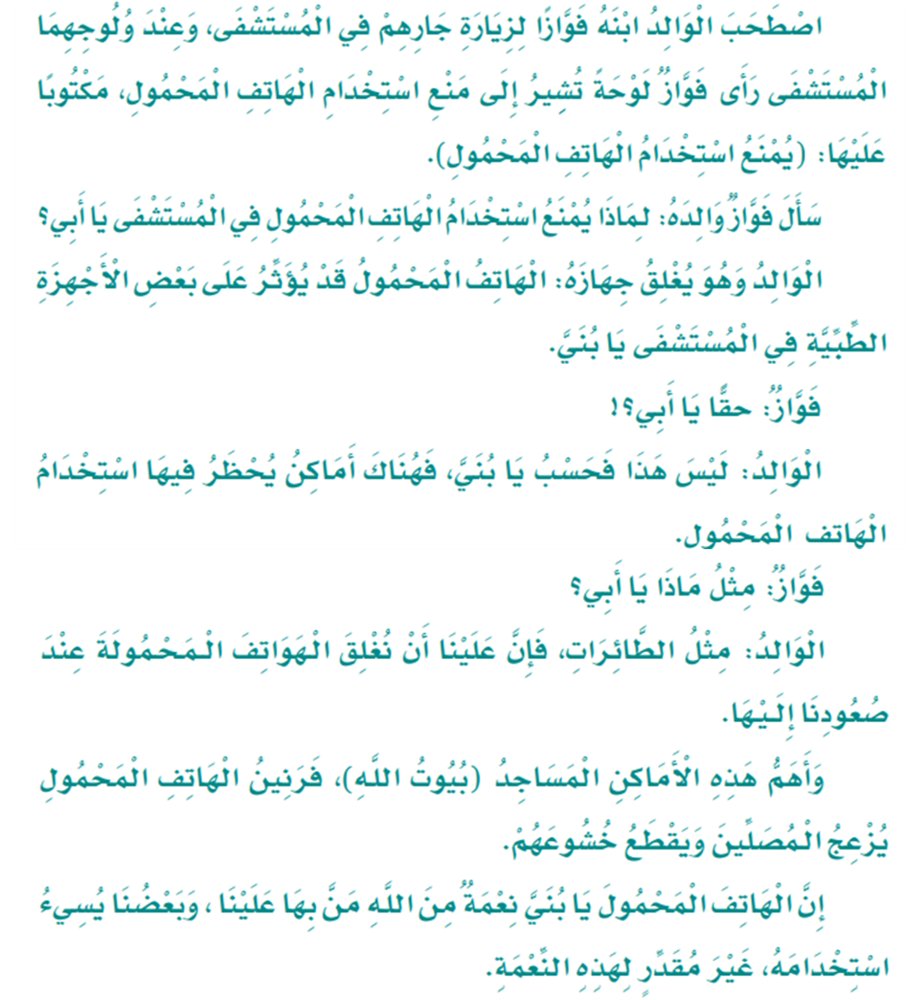 اصْطَحَبَ الْوَالِدُ ابْنَهُ فَوَّازًا لِزِيَارَةِ جَارِهِمْ فِي الْمُسْتَشْفَى، وَعِنْدَ وُلُوجِهِمَا
الْمُسْتَشْفَى رَأَى فَوَّازٌ لَوْحَةً تُشِيرُ إِلَى مَنْعِ اسْتِخْدَامِ الْهَاتِفِ الْمَحْمُولِ، مَكْتُوبًا
عَلَيْهَا: (يُمْنَعُ اسْتِخْدَامُ الْهَاتِفِ الْمَحْمُولِ).
سَأَلَ فَوَّازٌ وَالِدَهُ: لِمَاذَا يُمْنَعُ اسْتِخْدَامُ الْهَاتِفِ الْمَحْمُولِ فِي الْمُسْتَشْفَى يَا أَبِي؟
الْوَالِدُ وَهُوَ يُغْلِقُ جِهَازَهُ: الْهَاتِفُ الْمَحْمُولُ قَدْ يُؤَثِّرُ عَلَى بَعْضِ الْأَجْهِزَةِ
الطِّبِّيَّةِ فِي الْمُسْتَشْفَى يَا بُنَيَّ.
فَوَّازٌ: حقًّا يَا أَبِي؟!
الْوَالِدُ: لَيْسَ هَذَا فَحَسْبُ يَا بُنَيَّ، فَهُنَاكَ أَمَاكِنُ يُحْظَرُ فِيهَا اسْتِخْدَامُ
الْهَاتف الْمَحْمُول.
فَوَّازٌ: مِثْلُ مَاذَا يَا أَبِي؟
الْوَالِدُ: مِثْلُ الطَّائِرَاتِ، فَإِنَّ عَلَيْنَا أَنْ نُغْلِقَ الْهَوَاتِفَ الْمَحْمُولَةَ عِنْدَ
صُعُودِنَا إِلَيْهَا.
وَأَهَمُّ هَذِهِ الْأَمَاكِنِ الْمَسَاجِدُ (بُيُوتُ اللَّهِ)، فَرَنِينُ الْهَاتِفِ الْمَحْمُولِ
يُزْعِجُ الْمُصَلِّينَ وَيَقْطَعُ خُشُوعَهُمْ.
إِنَّ الْهَاتِفَ الْمَحْمُولَ يَا بُنَيَّ نِعْمَةٌ مِنَ اللَّهِ مَنَّ بِهَا عَلَيْنَا، وَبَعْضُنَا يُسِيءُ
اسْتِخْدَامَهُ، غَيْرَ مُقَدِّرٍ لِهَذِهِ النِّعْمَةِ.